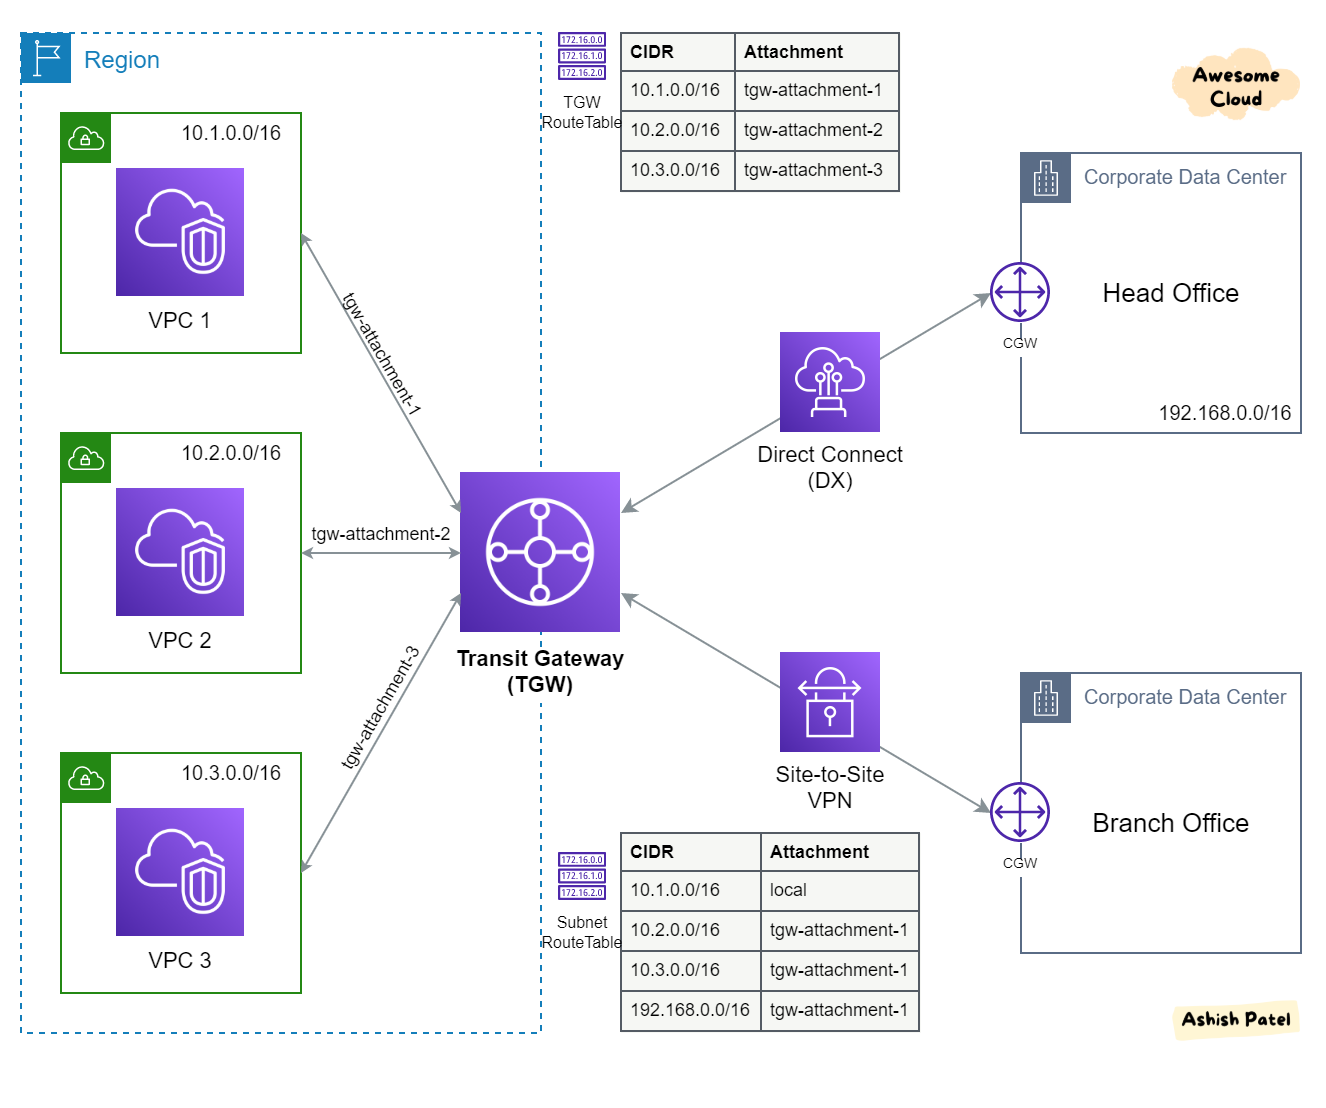 Region
10.1.0.0/16
VPC 1
10.2.0.0/16
VPC 2
10.3.0.0/16
VPC 3
tgw-attachment-1
tgw-attachment-2
tgw-attachment-3
Transit Gateway
(TGW)
172.16.0.0
172.16.1.0
172.16.2.0
TGW
RouteTable
CIDR Attachment
10.1.0.0/16 tgw-attachment-1
10.2.0.0/16 tgw-attachment-2
10.3.0.0/16 tgw-attachment-3
Awesome
Cloud
Corporate Data Center
Head Office
CGW
192.168.0.0/16
Direct Connect
(DX)
Site-to-Site
VPN
Corporate Data Center
Branch Office
CGW
172.16.0.0
172.16.1.0
172.16.2.0
Subnet
RouteTable
CIDR Attachment
10.1.0.0/16 local
10.2.0.0/16 tgw-attachment-1
10.3.0.0/16 tgw-attachment-1
192.168.0.0/16 tgw-attachment-1
Ashish Patel